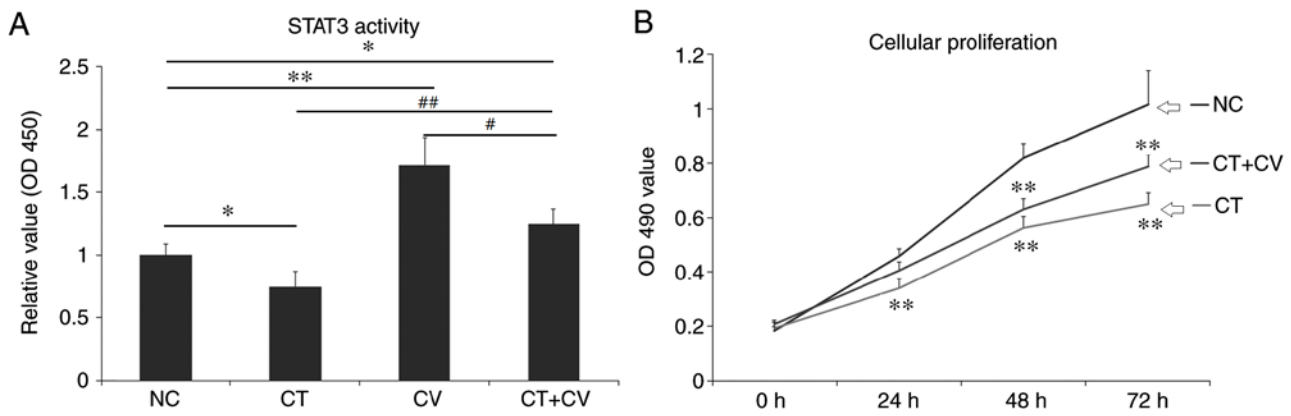 A
STAT3 activity
Relative value (OD 450)
2.5
2
1.5
1
0.5
0
*
**
##
#
*
NC
CT
CV
CT+CV
B
Cellular proliferation
OD 490 value
1.2
1
0.8
0.6
0.4
0.2
0
NC
**
CT+CV
**
CT
**
**
**
0 h
24 h
48 h
72 h